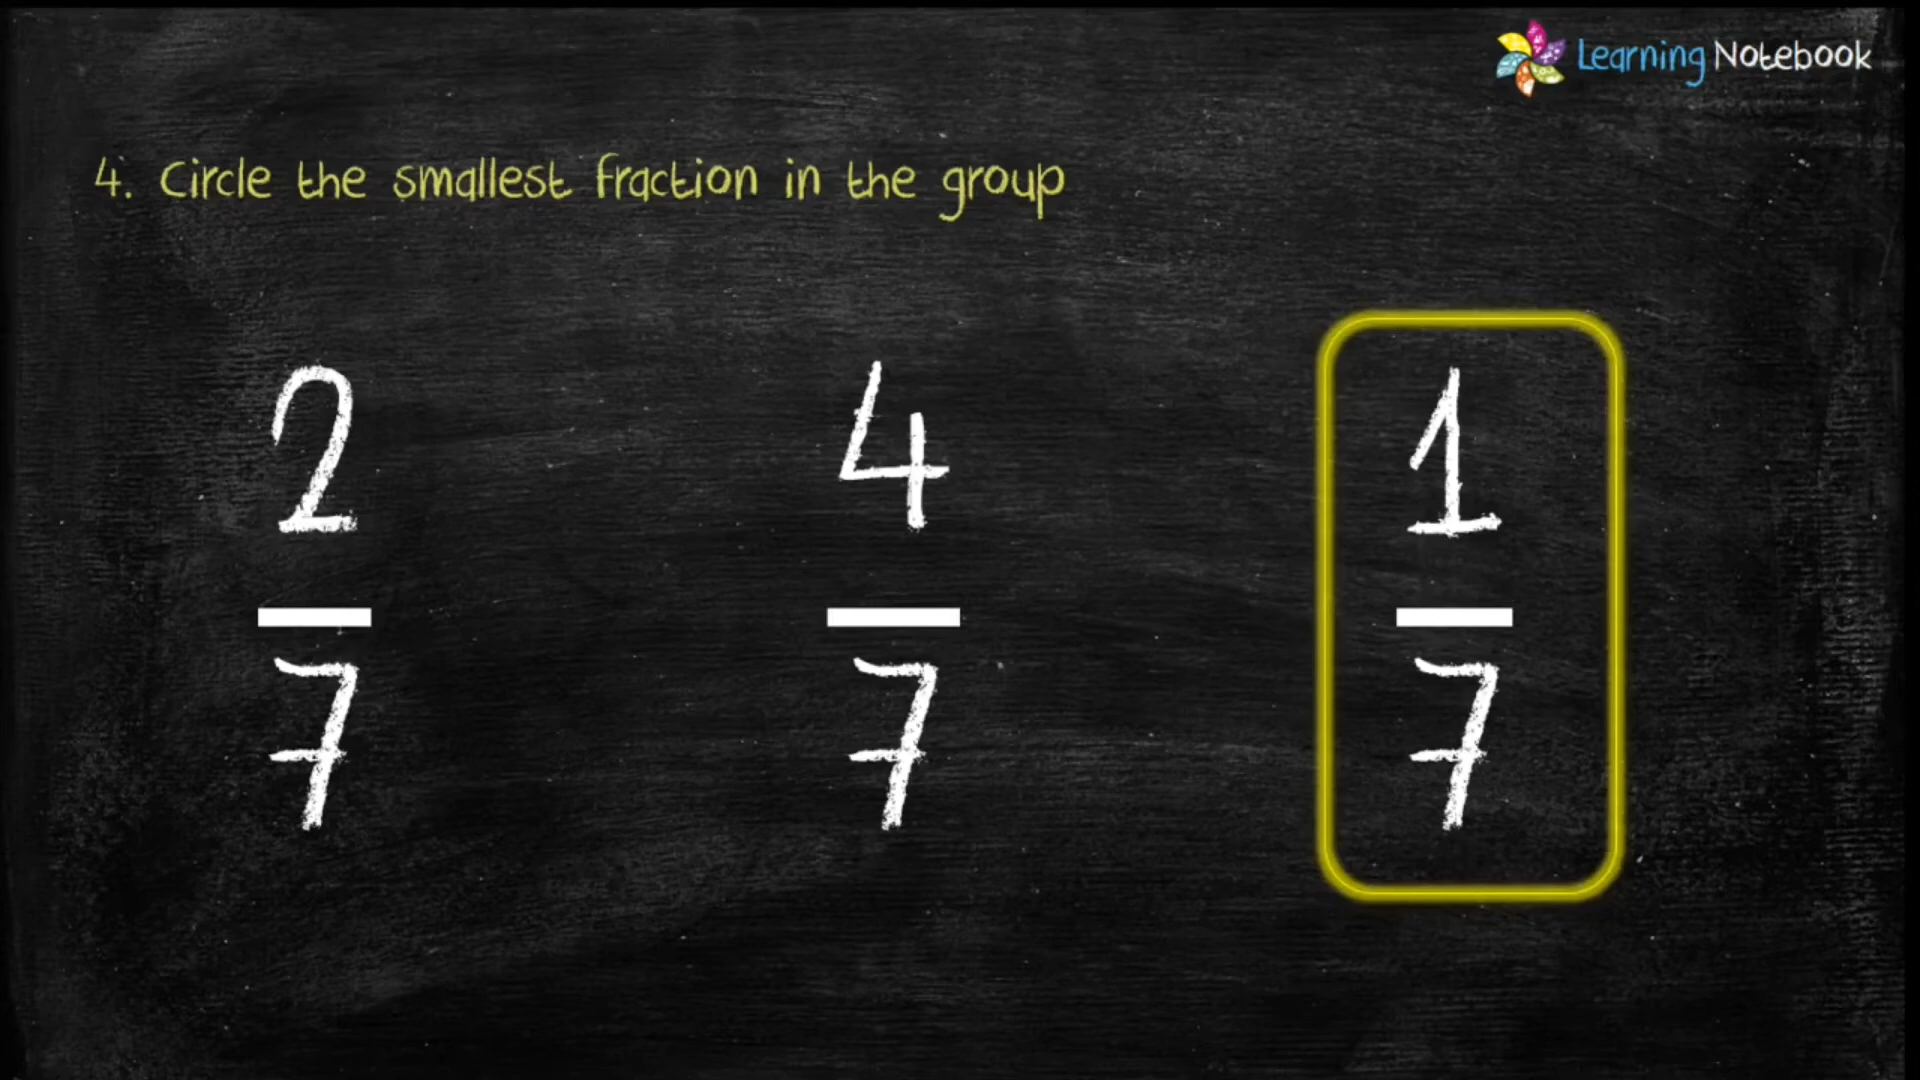 Learning Notebook
4. Circle the smallest fraction in the group
2 4 1
7 7 7